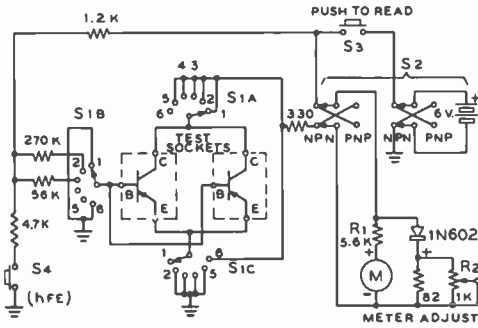 PUSH TO READ
1.2 K
S3
S2
4 3
5
2
6
1
S1A
S1B
TEST
SOCKETS
330
6 V.
+
NPN
PNP
NPN
PNP
270 K
2
1
56 K
5
6
C
B
E
C
B
E
4.7K
S4
(hFE)
1
6
2
5
S1C
R1
5.6 K
+
M
-
1N602
+
82
R2
1K
METER ADJUST